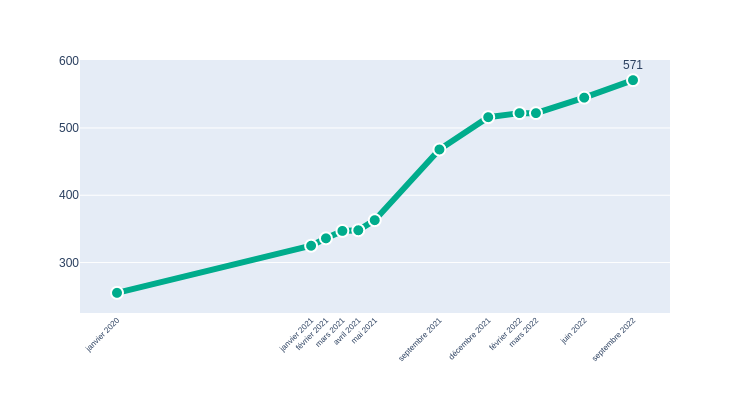 600
571
500
400
300
janvier 2020
janvier 2021
février 2021
mars 2021
avril 2021
mai 2021
septembre 2021
décembre 2021
février 2022
mars 2022
juin 2022
septembre 2022